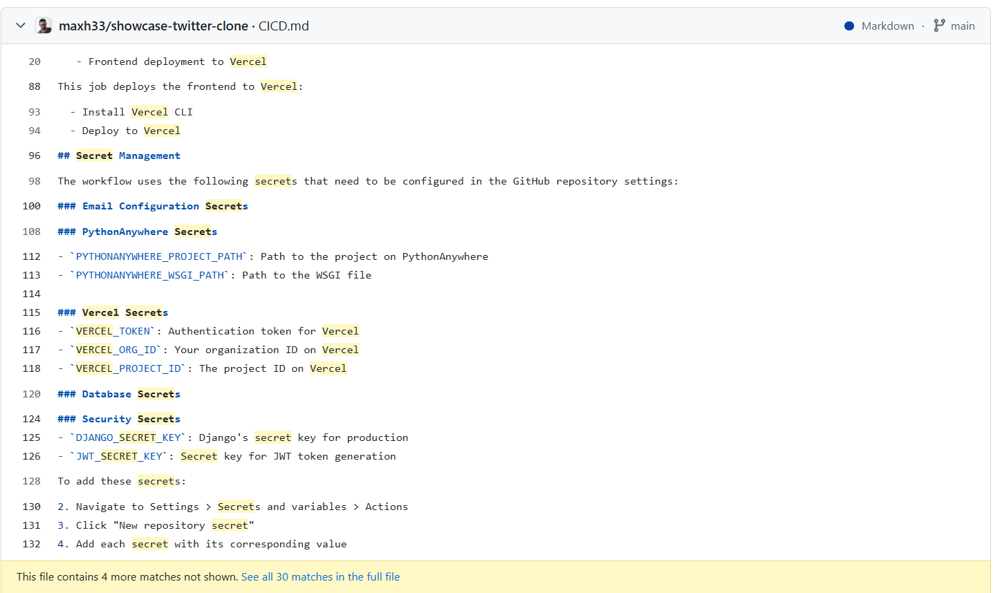 maxh33/showcase-twitter-clone · CICD.md
Markdown · main
20 - Frontend deployment to Vercel
88 This job deploys the frontend to Vercel:
93 - Install Vercel CLI
94 - Deploy to Vercel
96 ## Secret Management
98 The workflow uses the following secrets that need to be configured in the GitHub repository settings:
100 ### Email Configuration Secrets
108 ### PythonAnywhere Secrets
112 - `PYTHONANYWHERE_PROJECT_PATH`: Path to the project on PythonAnywhere
113 - `PYTHONANYWHERE_WSGI_PATH`: Path to the WSGI file
114
115 ### Vercel Secrets
116 - `VERCEL_TOKEN`: Authentication token for Vercel
117 - `VERCEL_ORG_ID`: Your organization ID on Vercel
118 - `VERCEL_PROJECT_ID`: The project ID on Vercel
120 ### Database Secrets
124 ### Security Secrets
125 - `DJANGO_SECRET_KEY`: Django's secret key for production
126 - `JWT_SECRET_KEY`: Secret key for JWT token generation
128 To add these secrets:
130 2. Navigate to Settings > Secrets and variables > Actions
131 3. Click "New repository secret"
132 4. Add each secret with its corresponding value
This file contains 4 more matches not shown. See all 30 matches in the full file